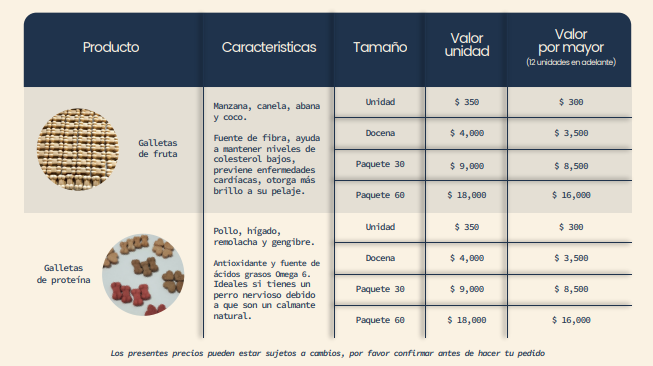 Producto
Caracteristicas
Tamaño
Valor
unidad
Valor
por mayor
(12 unidades en adelante)
Galletas
de fruta
Manzana, canela, abana
y coco.
Fuente de fibra, ayuda
a mantener niveles de
colesterol bajos,
previene enfermedades
cardíacas, otorga más
brillo a su pelaje.
Unidad $ 350 $ 300
Docena $ 4,000 $ 3,500
Paquete 30 $ 9,000 $ 8,500
Paquete 60 $ 18,000 $ 16,000
Galletas
de proteína
Pollo, hígado,
remolacha y gengibre.
Antioxidante y fuente de
ácidos grasos Omega 6.
Ideales si tienes un
perro nervioso debido
a que son un calmante
natural.
Unidad $ 350 $ 300
Docena $ 4,000 $ 3,500
Paquete 30 $ 9,000 $ 8,500
Paquete 60 $ 18,000 $ 16,000
Los presentes precios pueden estar sujetos a cambios, por favor confirmar antes de hacer tu pedido